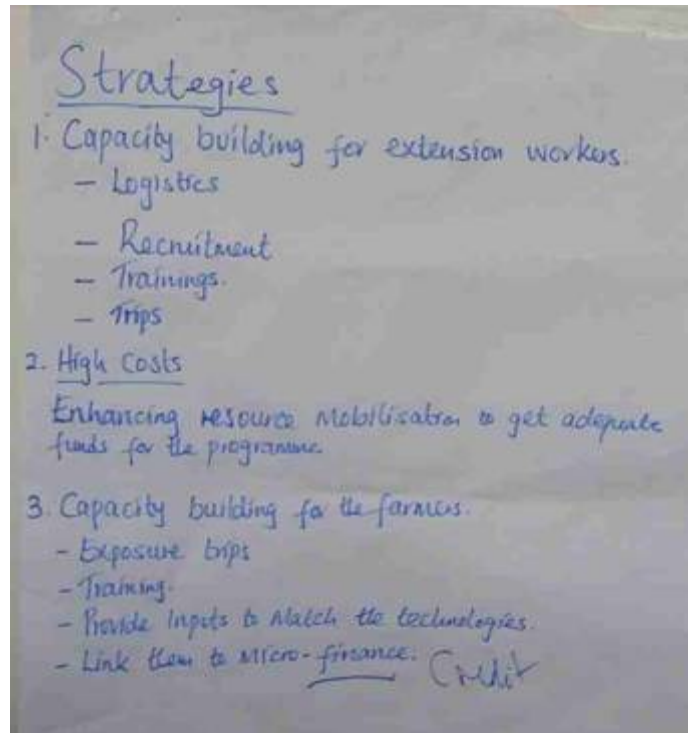 Strategies
1. Capacity building for extension workers.
- Logistics
- Recruitment
- Trainings.
- Trips
2. High Costs
Enhancing resource Mobilisation to get adequate
funds for the programme
3. Capacity building for the farmers.
- Exposure trips
- Training.
- Provide Inputs to Match the technologies.
- Link them to Micro-finance. Credit